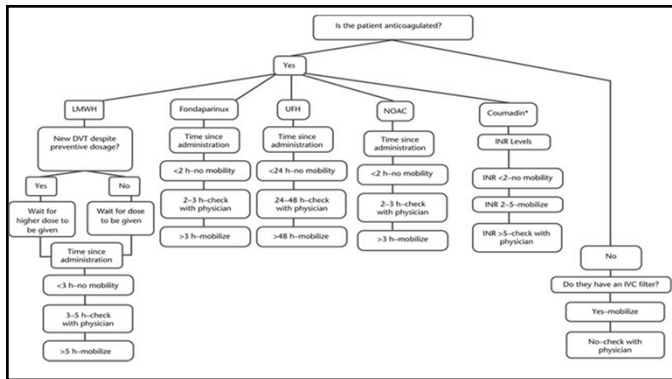 Is the patient anticoagulated?
Yes
LMWH
New DVT despite
preventive dosage?
Yes
No
Wait for
higher dose to
be given
Wait for dose
to be given
Time since
administration
<3 h–no mobility
3–5 h–check
with physician
>5 h–mobilize
Fondaparinux
Time since
administration
<2 h–no mobility
2–3 h–check
with physician
>3 h–mobilize
UFH
Time since
administration
<24 h–no mobility
24–48 h–check
with physician
>48 h–mobilize
NOAC
Time since
administration
<2 h–no mobility
2–3 h–check
with physician
>3 h–mobilize
Coumadin*
INR Levels
INR <2–no mobility
INR 2–5–mobilize
INR >5–check with
physician
No
Do they have an IVC filter?
Yes–mobilize
No–check with
physician